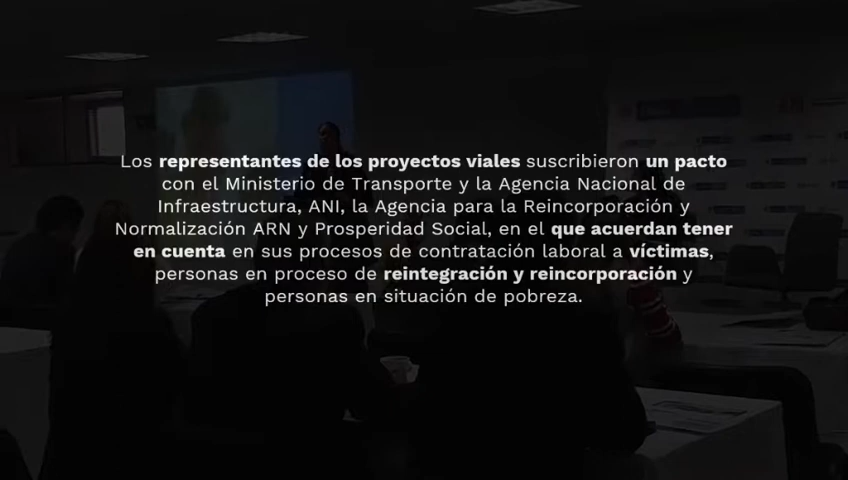 Los representantes de los proyectos viales suscribieron un pacto
con el Ministerio de Transporte y la Agencia Nacional de
Infraestructura, ANI, la Agencia para la Reincorporación y
Normalización ARN y Prosperidad Social, en el que acuerdan tener
en cuenta en sus procesos de contratación laboral a víctimas,
personas en proceso de reintegración y reincorporación y
personas en situación de pobreza.